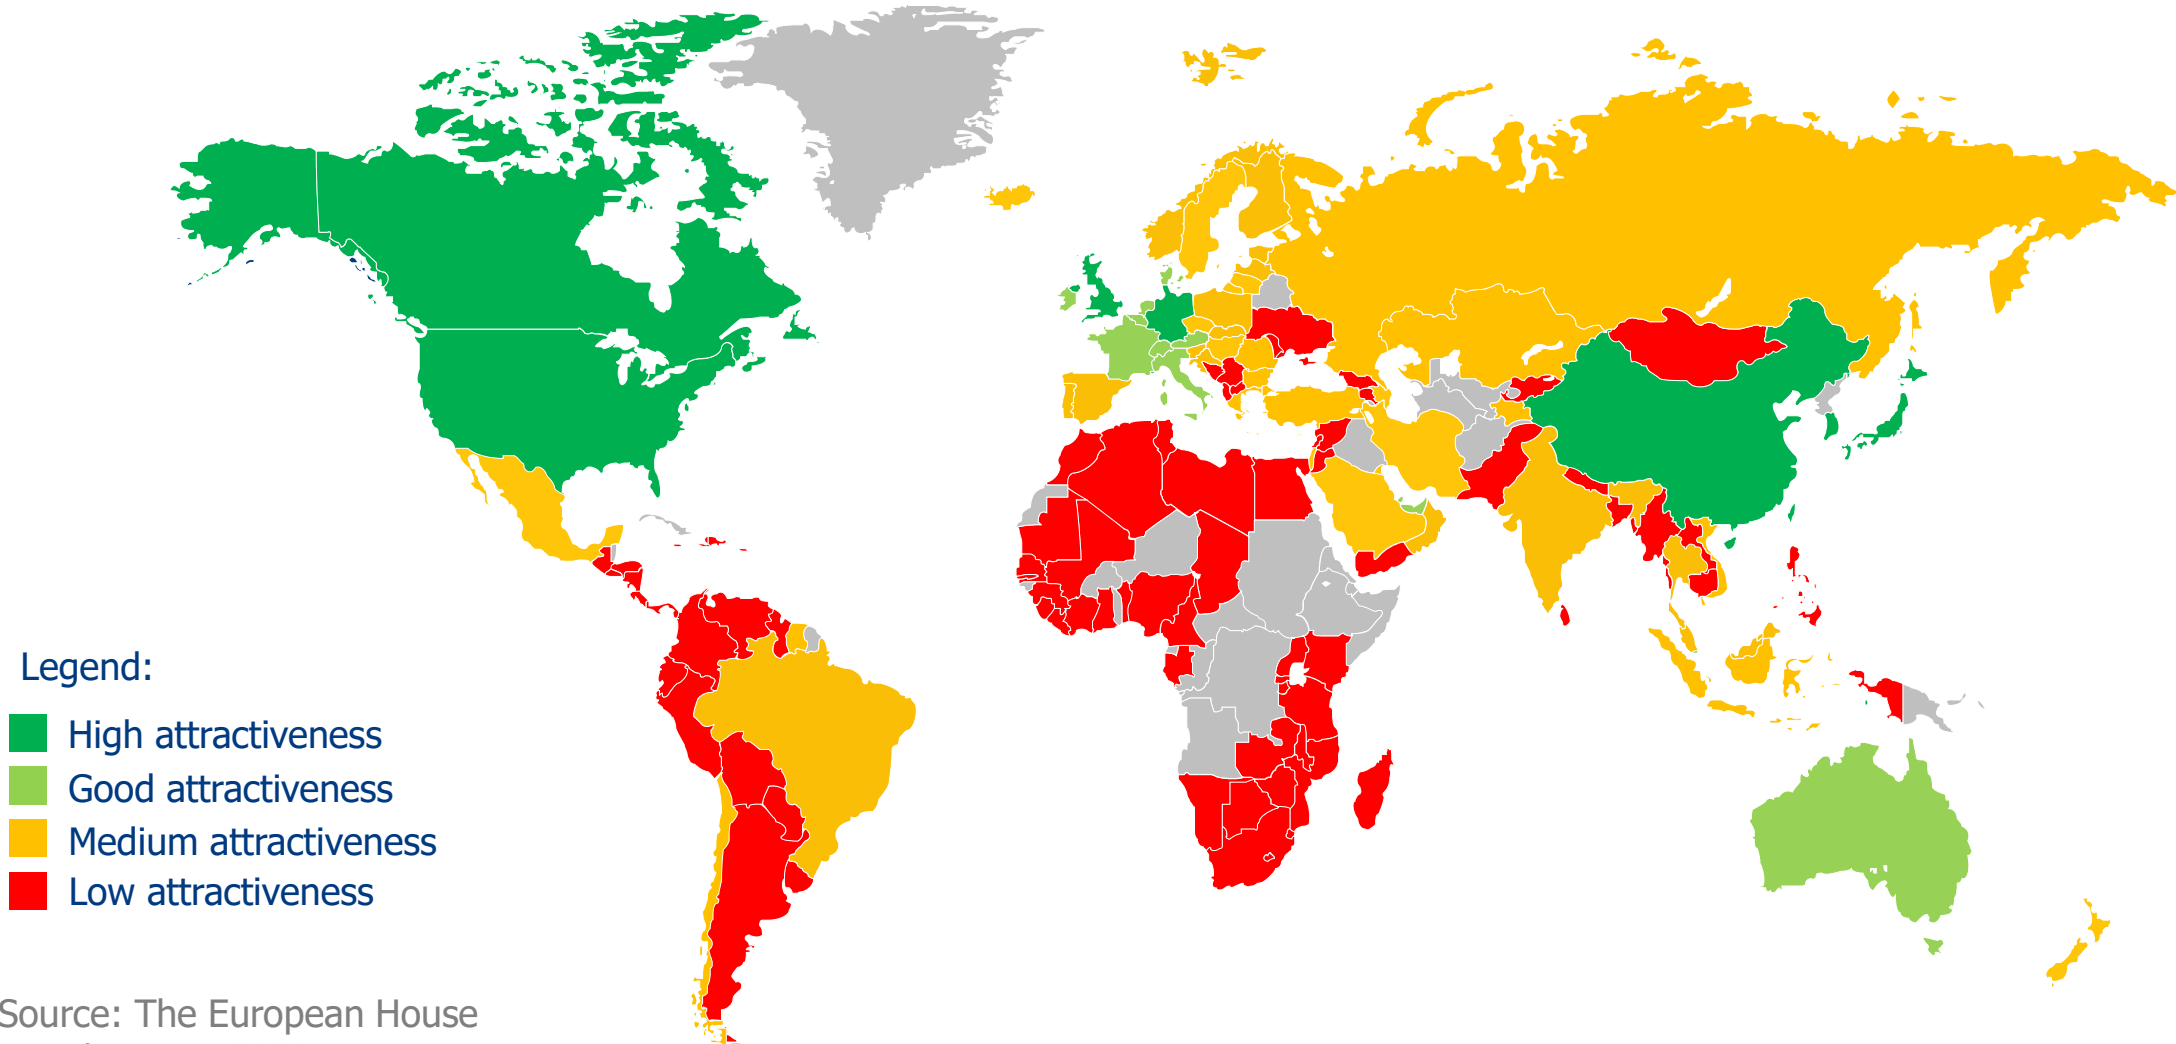 Legend:
High attractiveness
Good attractiveness
Medium attractiveness
Low attractiveness
Source: The European House